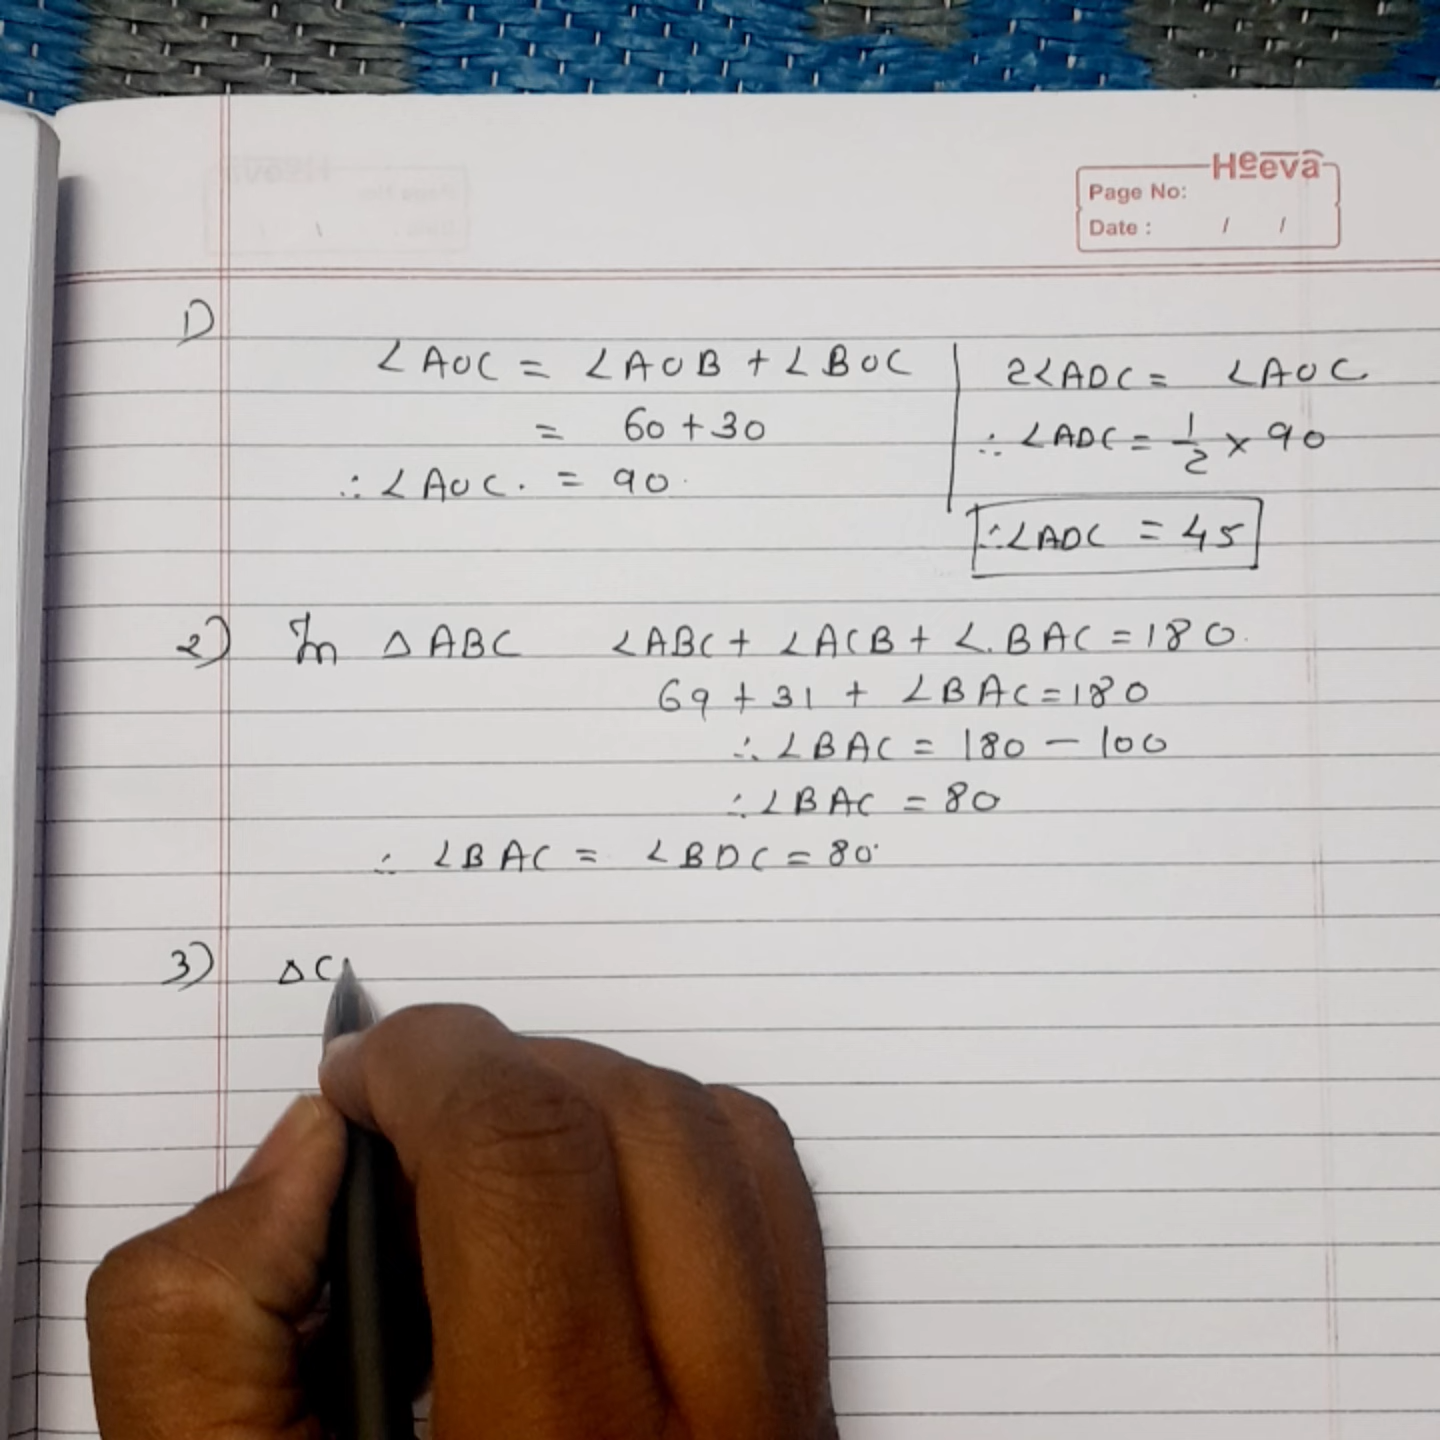 Heeva
Page No:
Date : / /
1)
∠AOC = ∠AOB + ∠BOC
= 60 + 30
∴ ∠AOC. = 90.
2∠ADC = ∠AOC
∴ ∠ADC = 1/2 × 90
∴ ∠ADC = 45
2) In △ABC ∠ABC + ∠ACB + ∠.BAC = 180.
69 + 31 + ∠BAC = 180
∴ ∠BAC = 180 - 100
∴ ∠BAC = 80
∴ ∠BAC = ∠BDC = 80.
3) △C